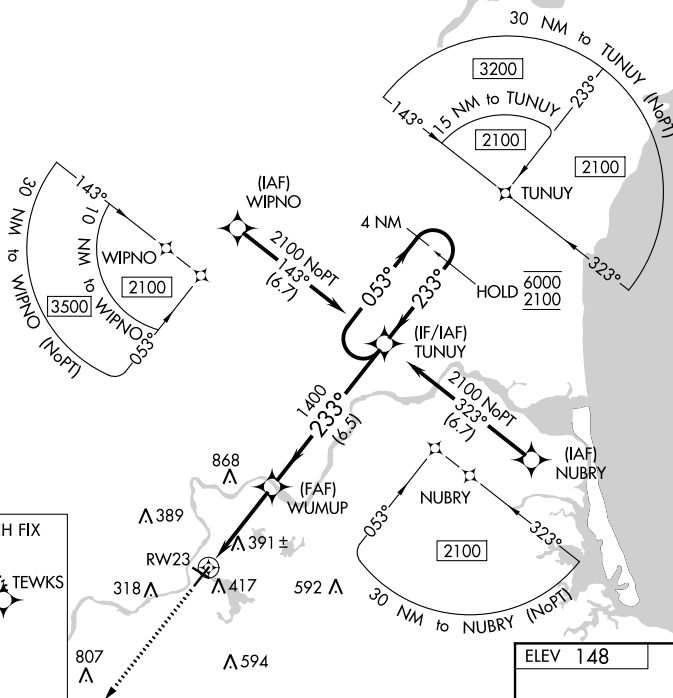 30 NM to TUNUY (NoPT)
3200
143°
15 NM to TUNUY
233°
2100
2100
TUNUY
323°
30 NM to WIPNO (NoPT)
143°
10 NM to WIPNO
WIPNO
2100
3500
053°
(IAF)
WIPNO
2100 NoPT
143°
(6.7)
4 NM
053°
233°
HOLD
6000
2100
(IF/IAF)
TUNUY
1400
233°
(6.5)
2100 NoPT
323°
(6.7)
(IAF)
NUBRY
868
(FAF)
WUMUP
NUBRY
053°
323°
2100
30 NM to NUBRY (NoPT)
389
391 ±
RW23
CH FIX
TEWKS
318
417
592
807
594
ELEV 148